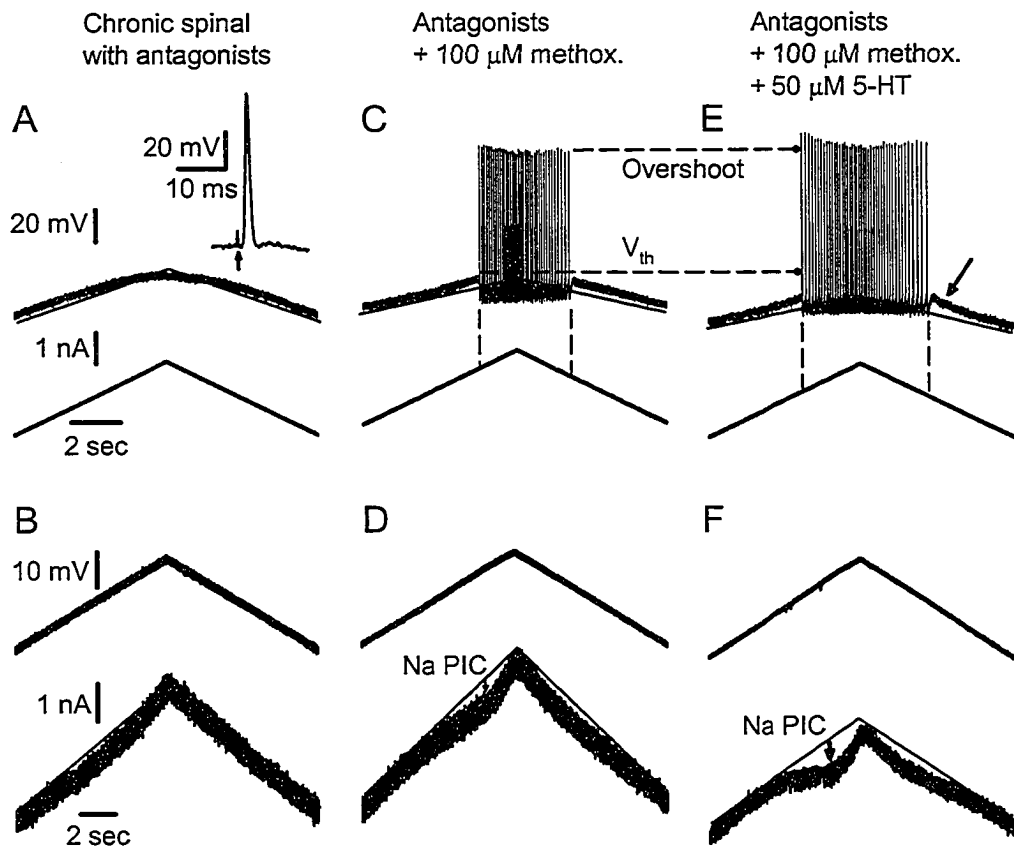 Chronic spinal
with antagonists
Antagonists
+ 100 μM methox.
Antagonists
+ 100 μM methox.
+ 50 μM 5-HT
A
20 mV
10 ms
20 mV
1 nA
2 sec
C
Overshoot
Vth
E
B
10 mV
1 nA
2 sec
D
Na PIC
F
Na PIC